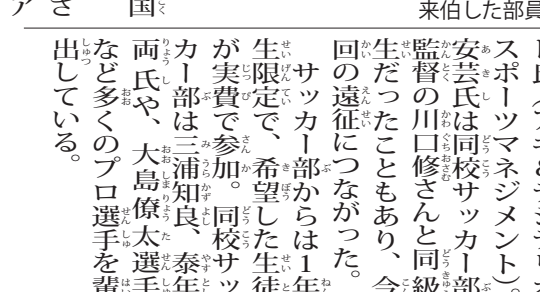 来伯した部員
国
スポーツマネジメント)。
安芸氏は同校サッカー部
監督の川口修さんと同級
生だったこともあり、今
回の遠征につながった。
サッカー部からは1年
生限定で、希望した生徒
が実費で参加。同校サッ
カー部は三浦知良、泰年
両氏や、大島僚太選手
など多くのプロ選手を輩
出している。